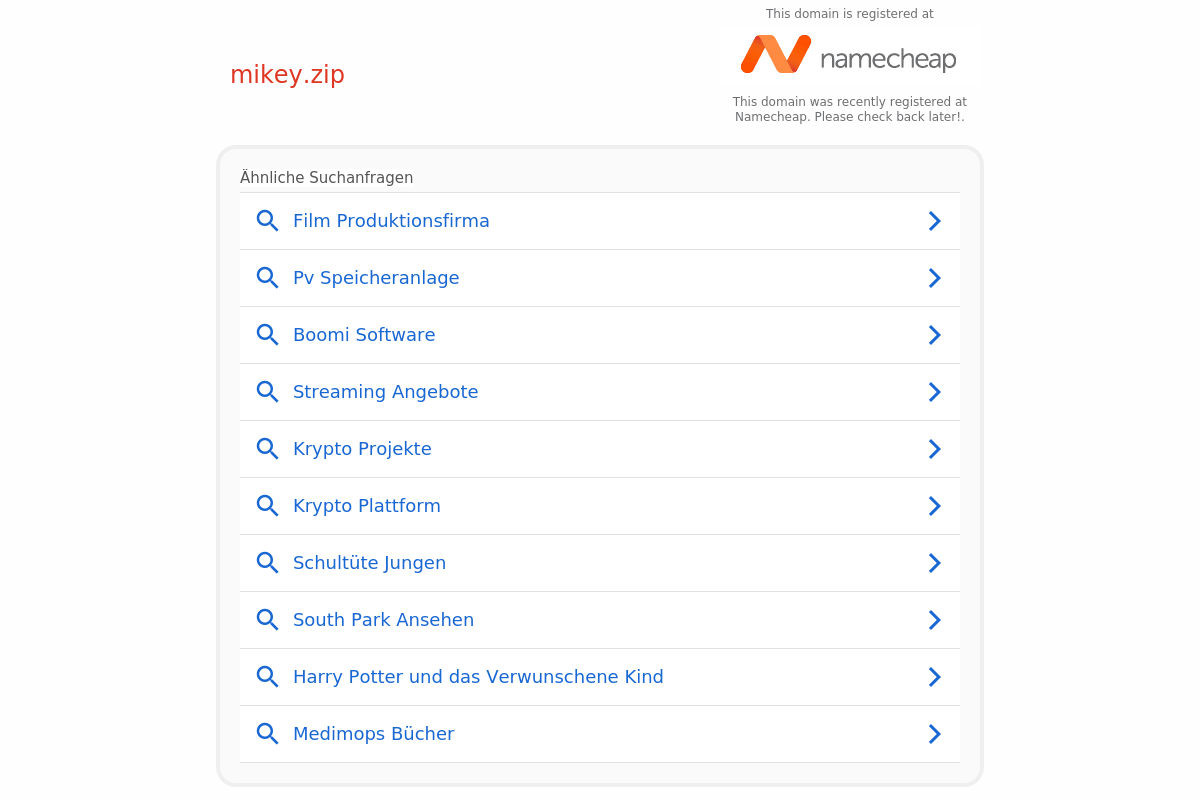 This domain is registered at
namecheap
mikey.zip
This domain was recently registered at
Namecheap. Please check back later!.
Ähnliche Suchanfragen
Film Produktionsfirma
Pv Speicheranlage
Boomi Software
Streaming Angebote
Krypto Projekte
Krypto Plattform
Schultüte Jungen
South Park Ansehen
Harry Potter und das Verwunschene Kind
Medimops Bücher